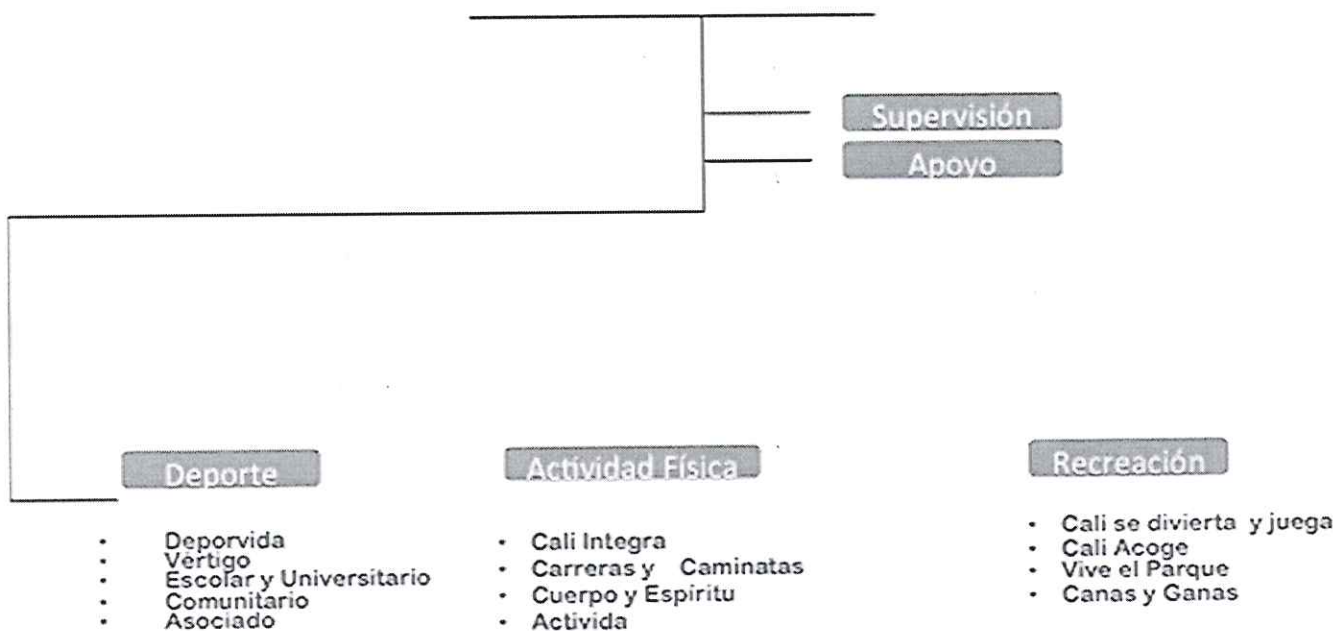 Supervisión
Apoyo
Deporte
• Deporvida
• Vértigo
• Escolar y Universitario
• Comunitario
• Asociado
Actividad Física
• Cali Integra
• Carreras y Caminatas
• Cuerpo y Espíritu
• Activida
Recreación
• Cali se divierta y juega
• Cali Acoge
• Vive el Parque
• Canas y Ganas